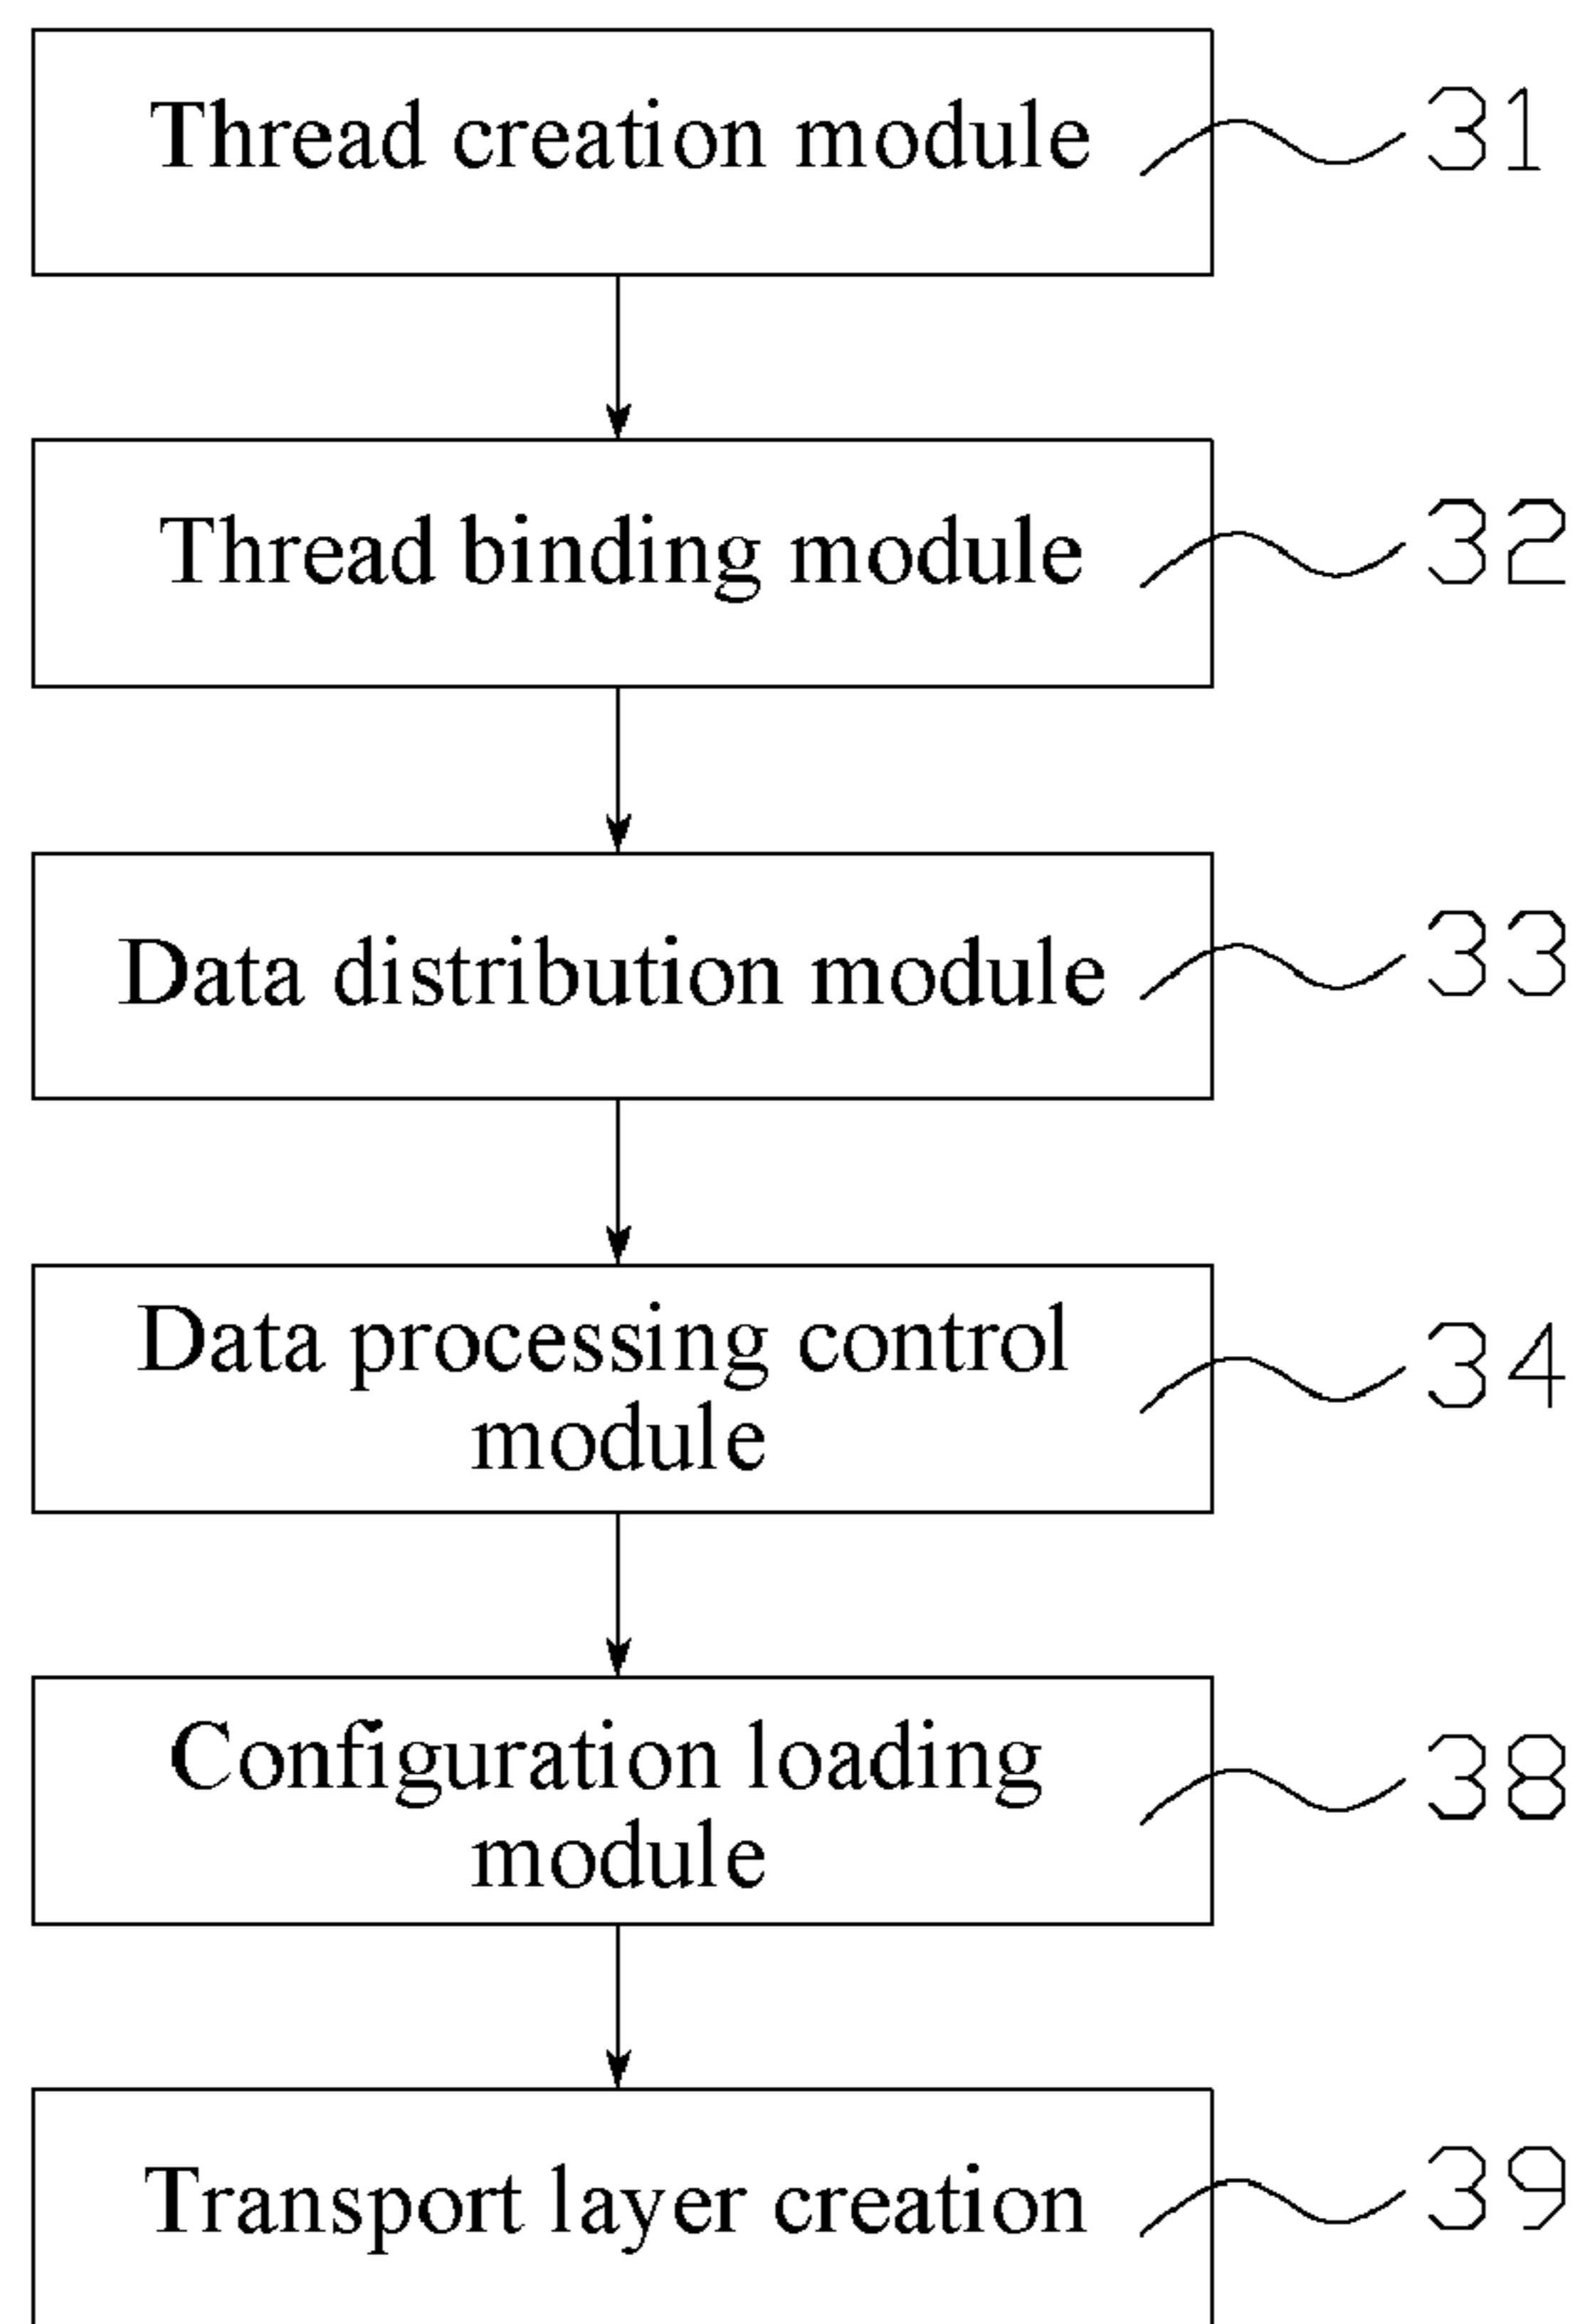 Thread creation module 31
Thread binding module 32
Data distribution module 33
Data processing control 34
module
Configuration loading 38
module
Transport layer creation 39